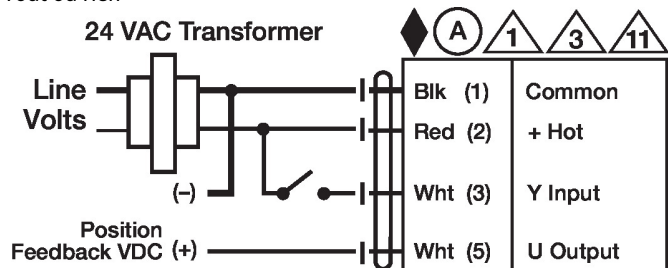 24 VAC Transformer
A 1 3 11
Line Volts
Blk (1) Common
Red (2) + Hot
(–)
Wht (3) Y Input
Position
Feedback VDC (+)
Wht (5) U Output